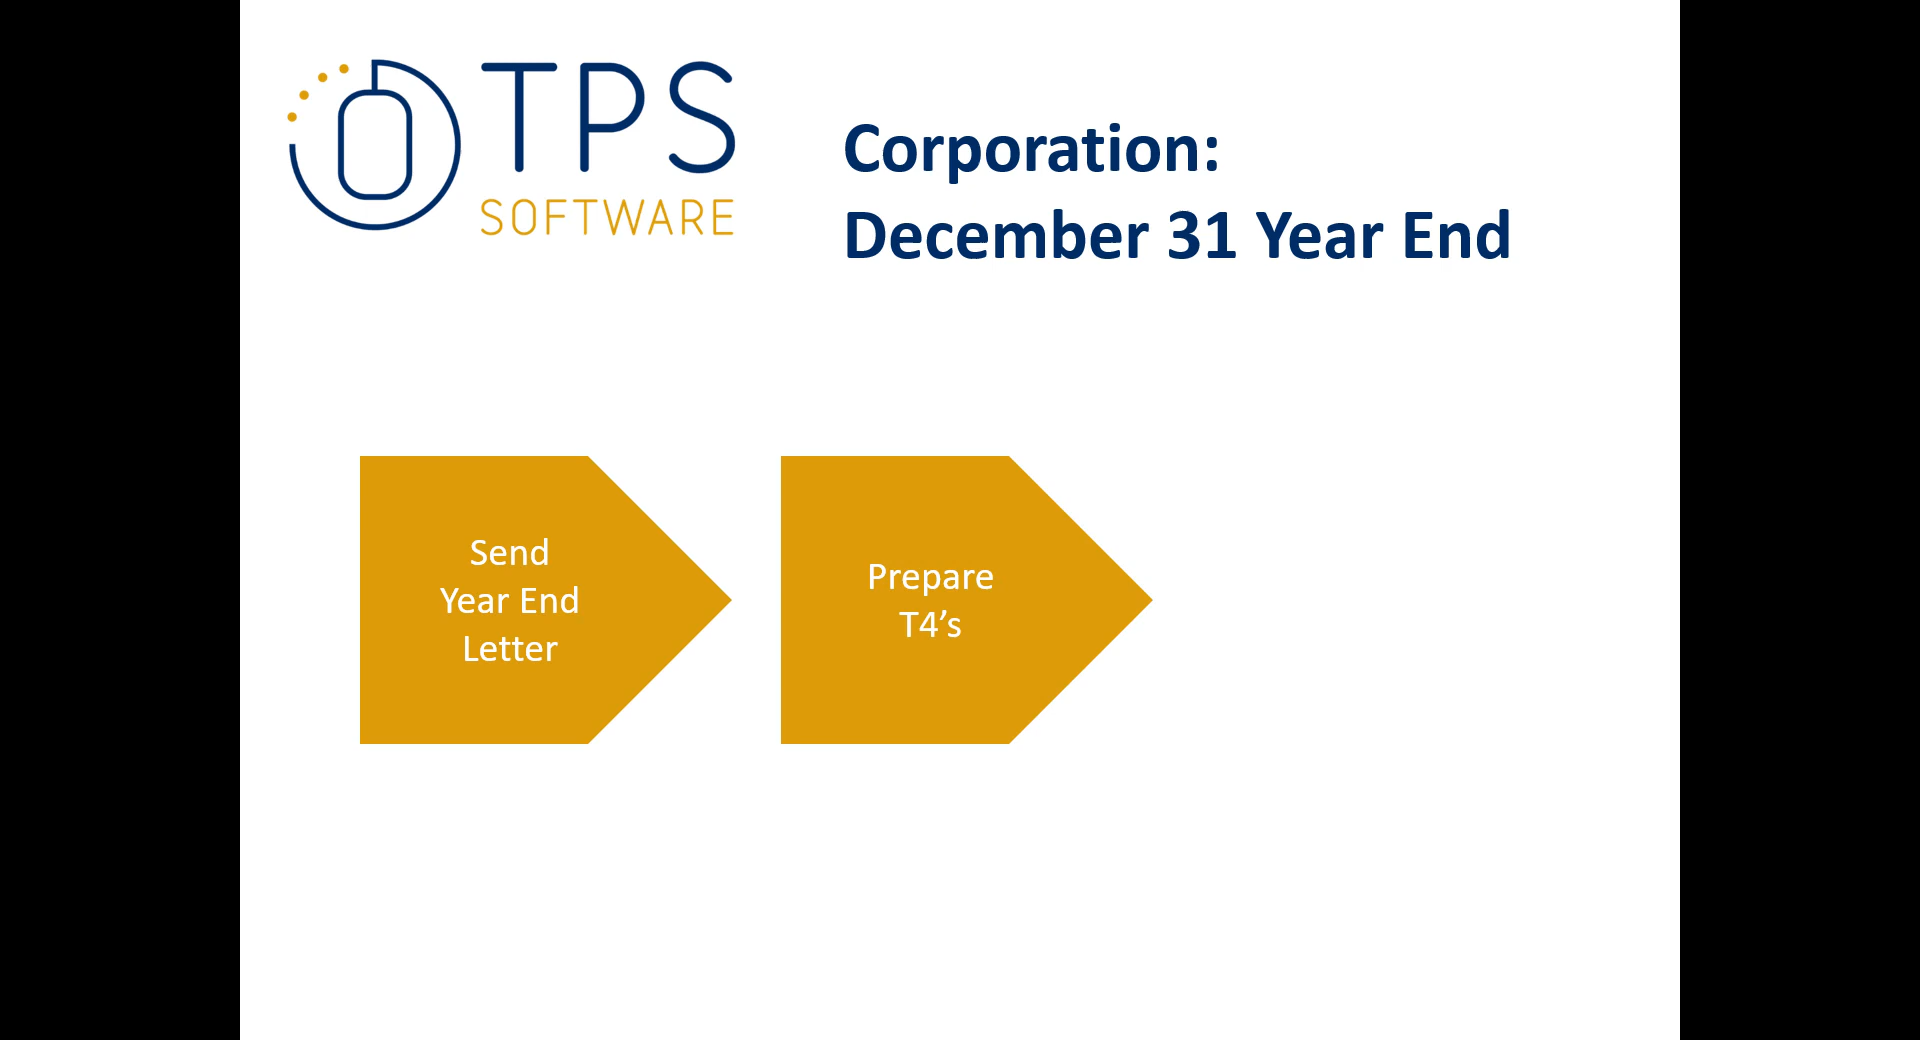 TPS
SOFTWARE
Corporation:
December 31 Year End
Send
Year End
Letter
Prepare
T4’s